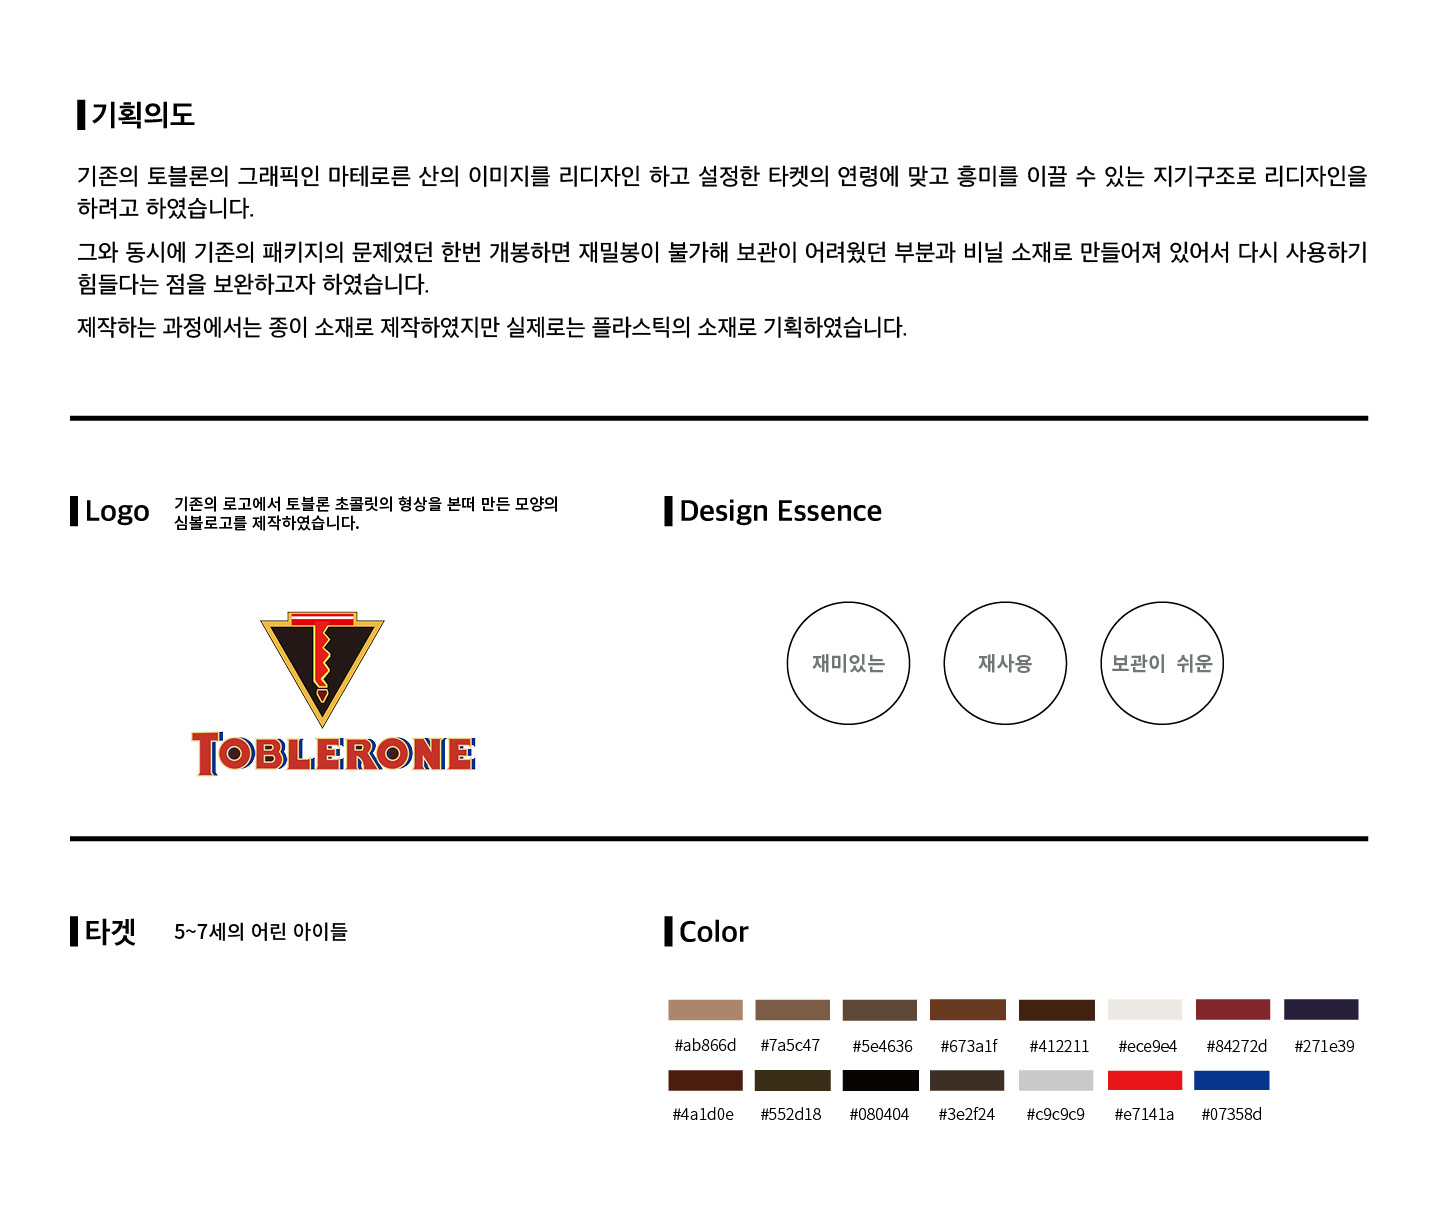 기획의도
기존의 토블론의 그래픽인 마테로른 산의 이미지를 리디자인 하고 설정한 타켓의 연령에 맞고 흥미를 이끌 수 있는 지기구조로 리디자인을
하려고 하였습니다.
그와 동시에 기존의 패키지의 문제였던 한번 개봉하면 재밀봉이 불가해 보관이 어려웠던 부분과 비닐 소재로 만들어져 있어서 다시 사용하기
힘들다는 점을 보완하고자 하였습니다.
제작하는 과정에서는 종이 소재로 제작하였지만 실제로는 플라스틱의 소재로 기획하였습니다.
Logo
기존의 로고에서 토블론 초콜릿의 형상을 본떠 만든 모양의
심볼로고를 제작하였습니다.
T
TOBLERONE
Design Essence
재미있는 재사용 보관이 쉬운
타겟 5~7세의 어린 아이들
Color
#ab866d #7a5c47 #5e4636 #673a1f #412211 #ece9e4 #84272d #271e39
#4a1d0e #552d18 #080404 #3e2f24 #c9c9c9 #e7141a #07358d